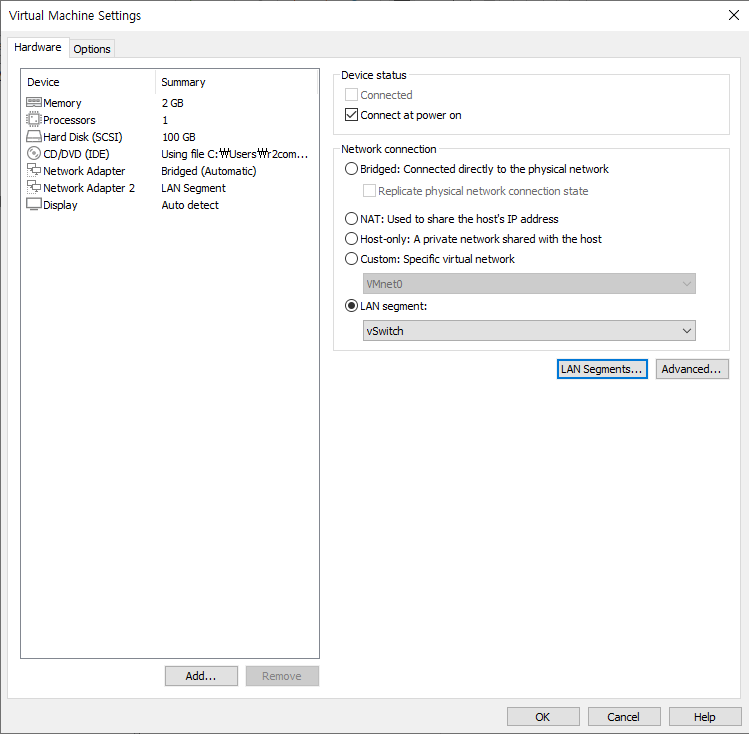 Virtual Machine Settings
Hardware
Options
Device Summary
Memory 2 GB
Processors 1
Hard Disk (SCSI) 100 GB
CD/DVD (IDE) Using file C:₩Users₩r2com...
Network Adapter Bridged (Automatic)
Network Adapter 2 LAN Segment
Display Auto detect
Add...
Remove
Device status
Connected
Connect at power on
Network connection
Bridged: Connected directly to the physical network
Replicate physical network connection state
NAT: Used to share the host's IP address
Host-only: A private network shared with the host
Custom: Specific virtual network
VMnet0
LAN segment:
vSwitch
LAN Segments...
Advanced...
OK
Cancel
Help